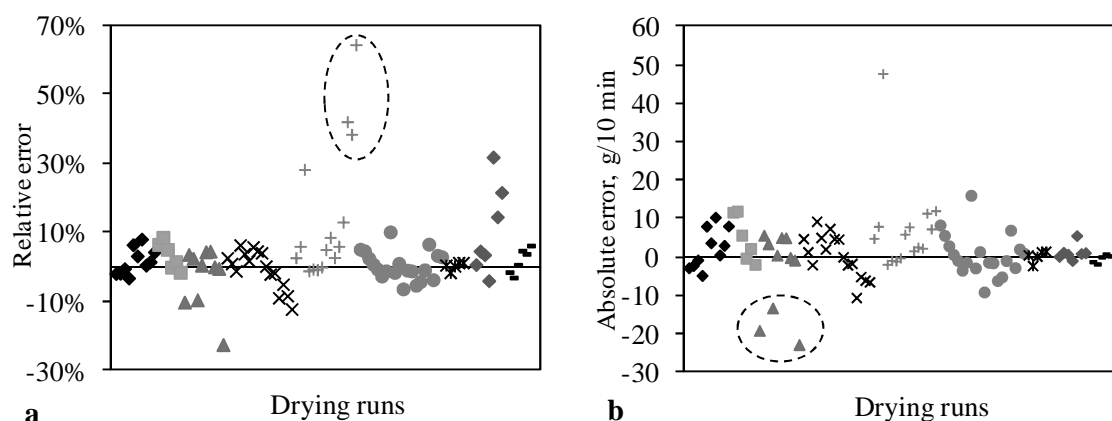 70%
50%
30%
10%
-10%
-30%
Relative error
Drying runs
a
60
50
40
30
20
10
0
-10
-20
-30
Absolute error, g/10 min
Drying runs
b